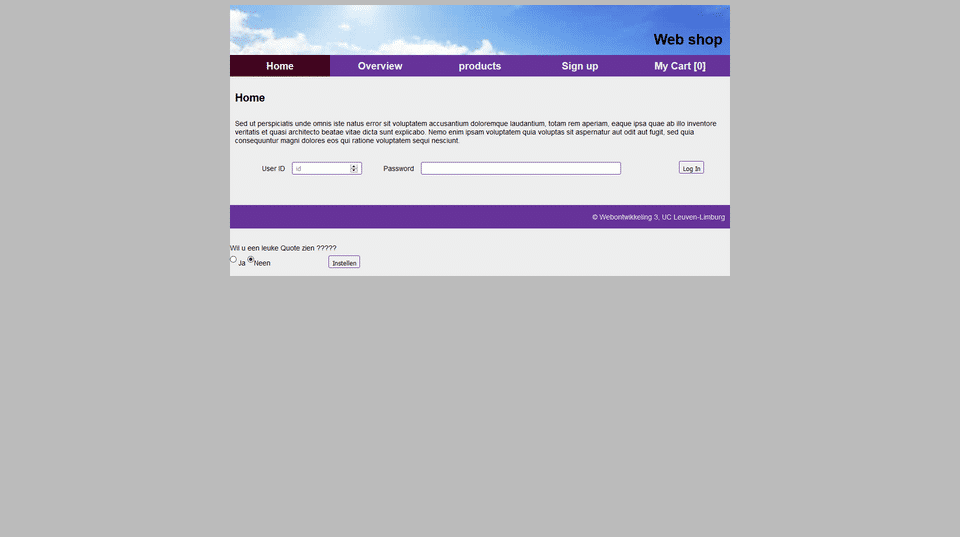 Web shop
Home Overview products Sign up My Cart [0]
Home
Sed ut perspiciatis unde omnis iste natus error sit voluptatem accusantium doloremque laudantium, totam rem aperiam, eaque ipsa quae ab illo inventore
veritatis et quasi architecto beatae vitae dicta sunt explicabo. Nemo enim ipsam voluptatem quia voluptas sit aspernatur aut odit aut fugit, sed quia
consequuntur magni dolores eos qui ratione voluptatem sequi nesciunt.
User ID id Password Log In
© Webontwikkeling 3, UC Leuven-Limburg
Wil u een leuke Quote zien ?????
Ja Neen Instellen